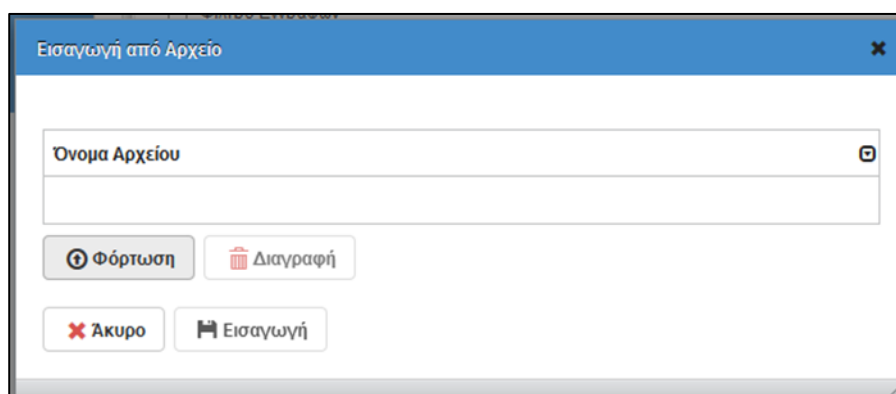 Εισαγωγή από Αρχείο
Όνομα Αρχείου
Φόρτωση Διαγραφή
Άκυρο Εισαγωγή